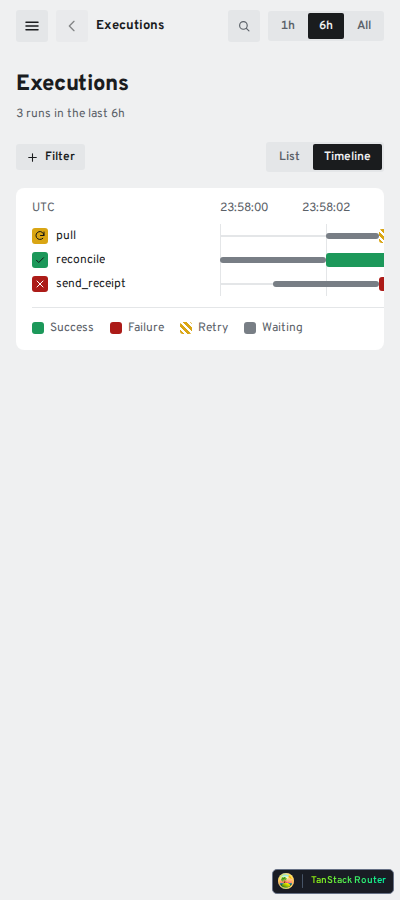 Executions
1h 6h All
Executions
3 runs in the last 6h
Filter
List Timeline
UTC 23:58:00 23:58:02
pull
reconcile
send_receipt
Success Failure Retry Waiting
TanStack Router